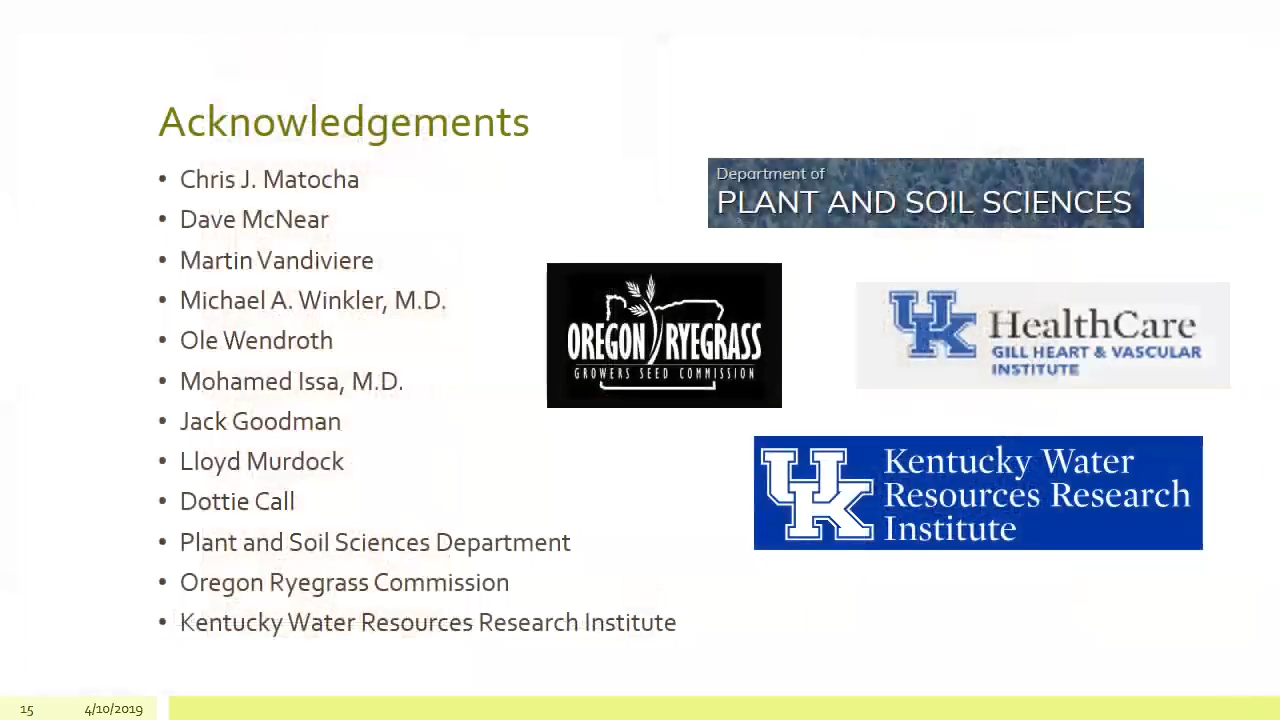 Acknowledgements
• Chris J. Matocha
• Dave McNear
• Martin Vandiviere
• Michael A. Winkler, M.D.
• Ole Wendroth
• Mohamed Issa, M.D.
• Jack Goodman
• Lloyd Murdock
• Dottie Call
• Plant and Soil Sciences Department
• Oregon Ryegrass Commission
• Kentucky Water Resources Research Institute
Department of
PLANT AND SOIL SCIENCES
OREGON RYEGRASS
GROWERS SEED COMMISSION
UK HealthCare
GILL HEART & VASCULAR
INSTITUTE
UK Kentucky Water
Resources Research
Institute
15 4/10/2019